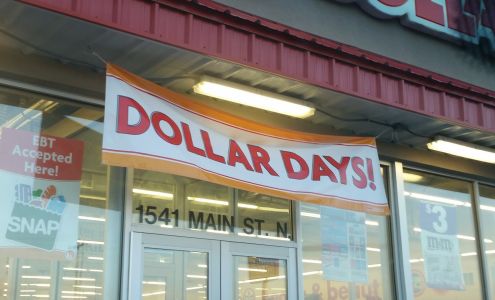 DOLLAR DAYS!
EBT
Accepted
Here!
SNAP
1541 MAIN ST. N.
$3
m&m's